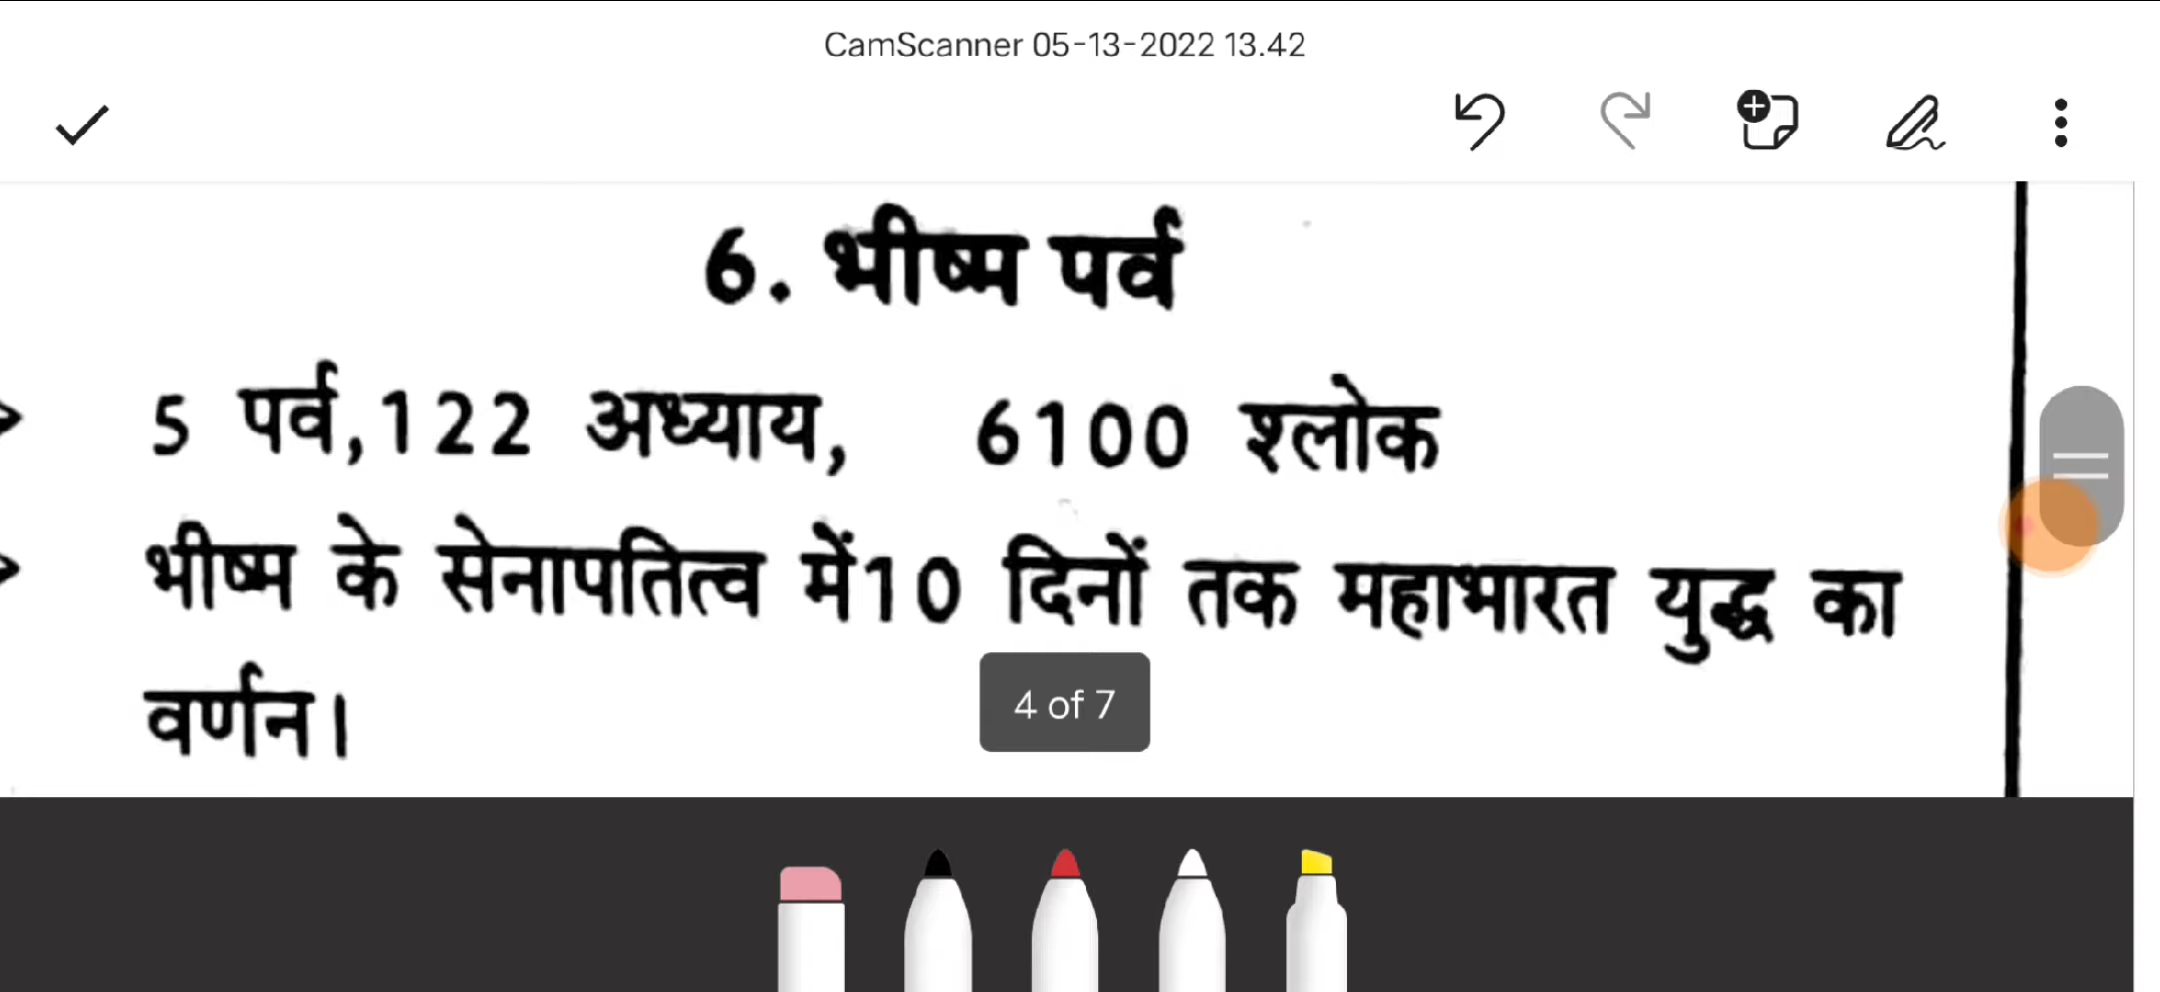 CamScanner 05-13-2022 13.42
6. भीष्म पर्व
5 पर्व,122 अध्याय, 6100 श्लोक
भीष्म के सेनापतित्व में10 दिनों तक महाभारत युद्ध का
वर्णन।
4 of 7